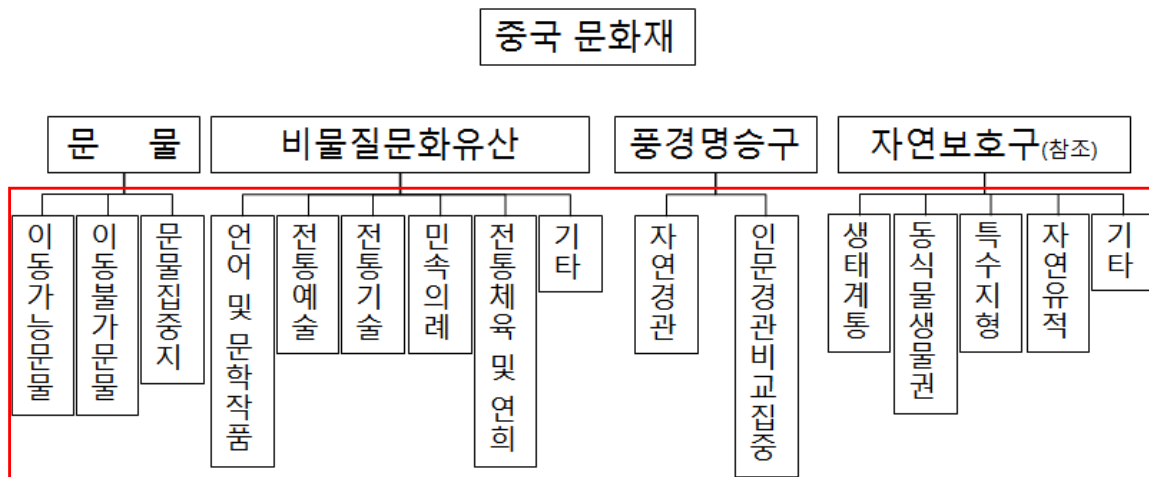 중국 문화재
문 물
비물질문화유산
풍경명승구
자연보호구(참조)
이동가능문물
이동불가문물
문물집중지
언어 및 문학작품
전통예술
전통기술
민속의례
전통체육 및 연희
기타
자연경관
인문경관비교집중
생태계통
동식물생물권
특수지형
자연유적
기타